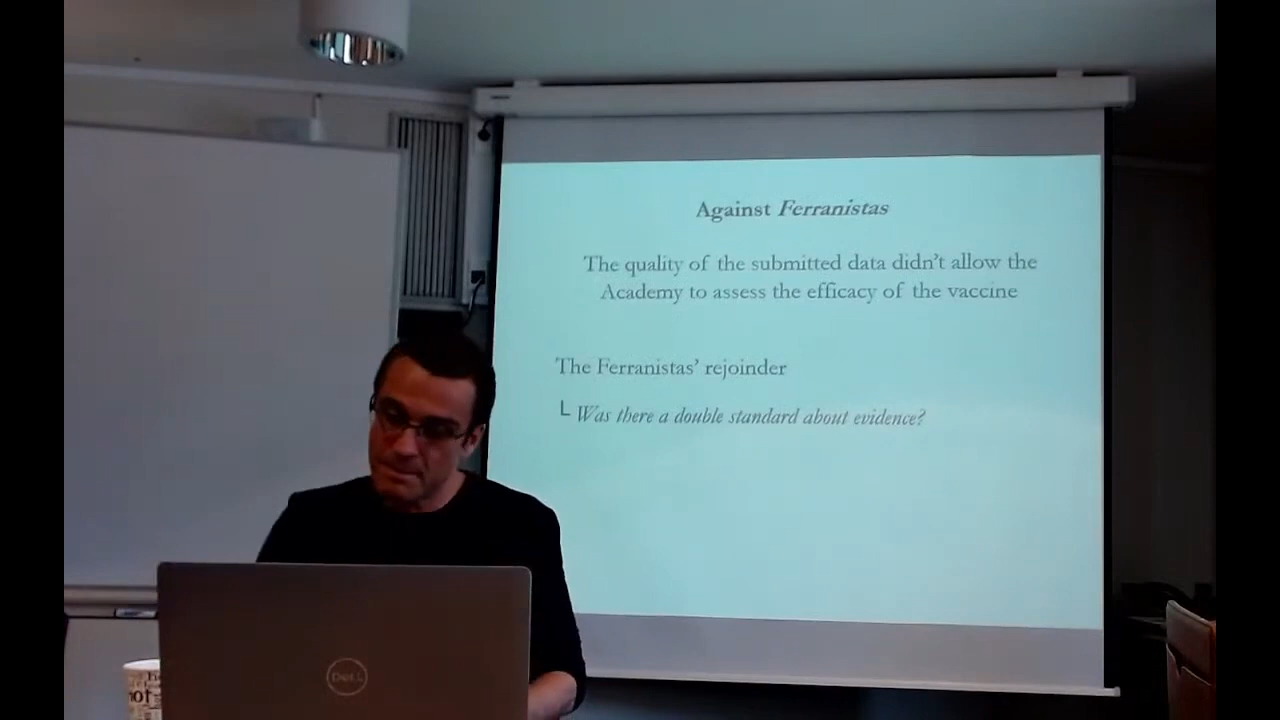 Against Ferranistas
The quality of the submitted data didn't allow the
Academy to assess the efficacy of the vaccine
The Ferranistas' rejoinder
└ Was there a double standard about evidence?
DELL